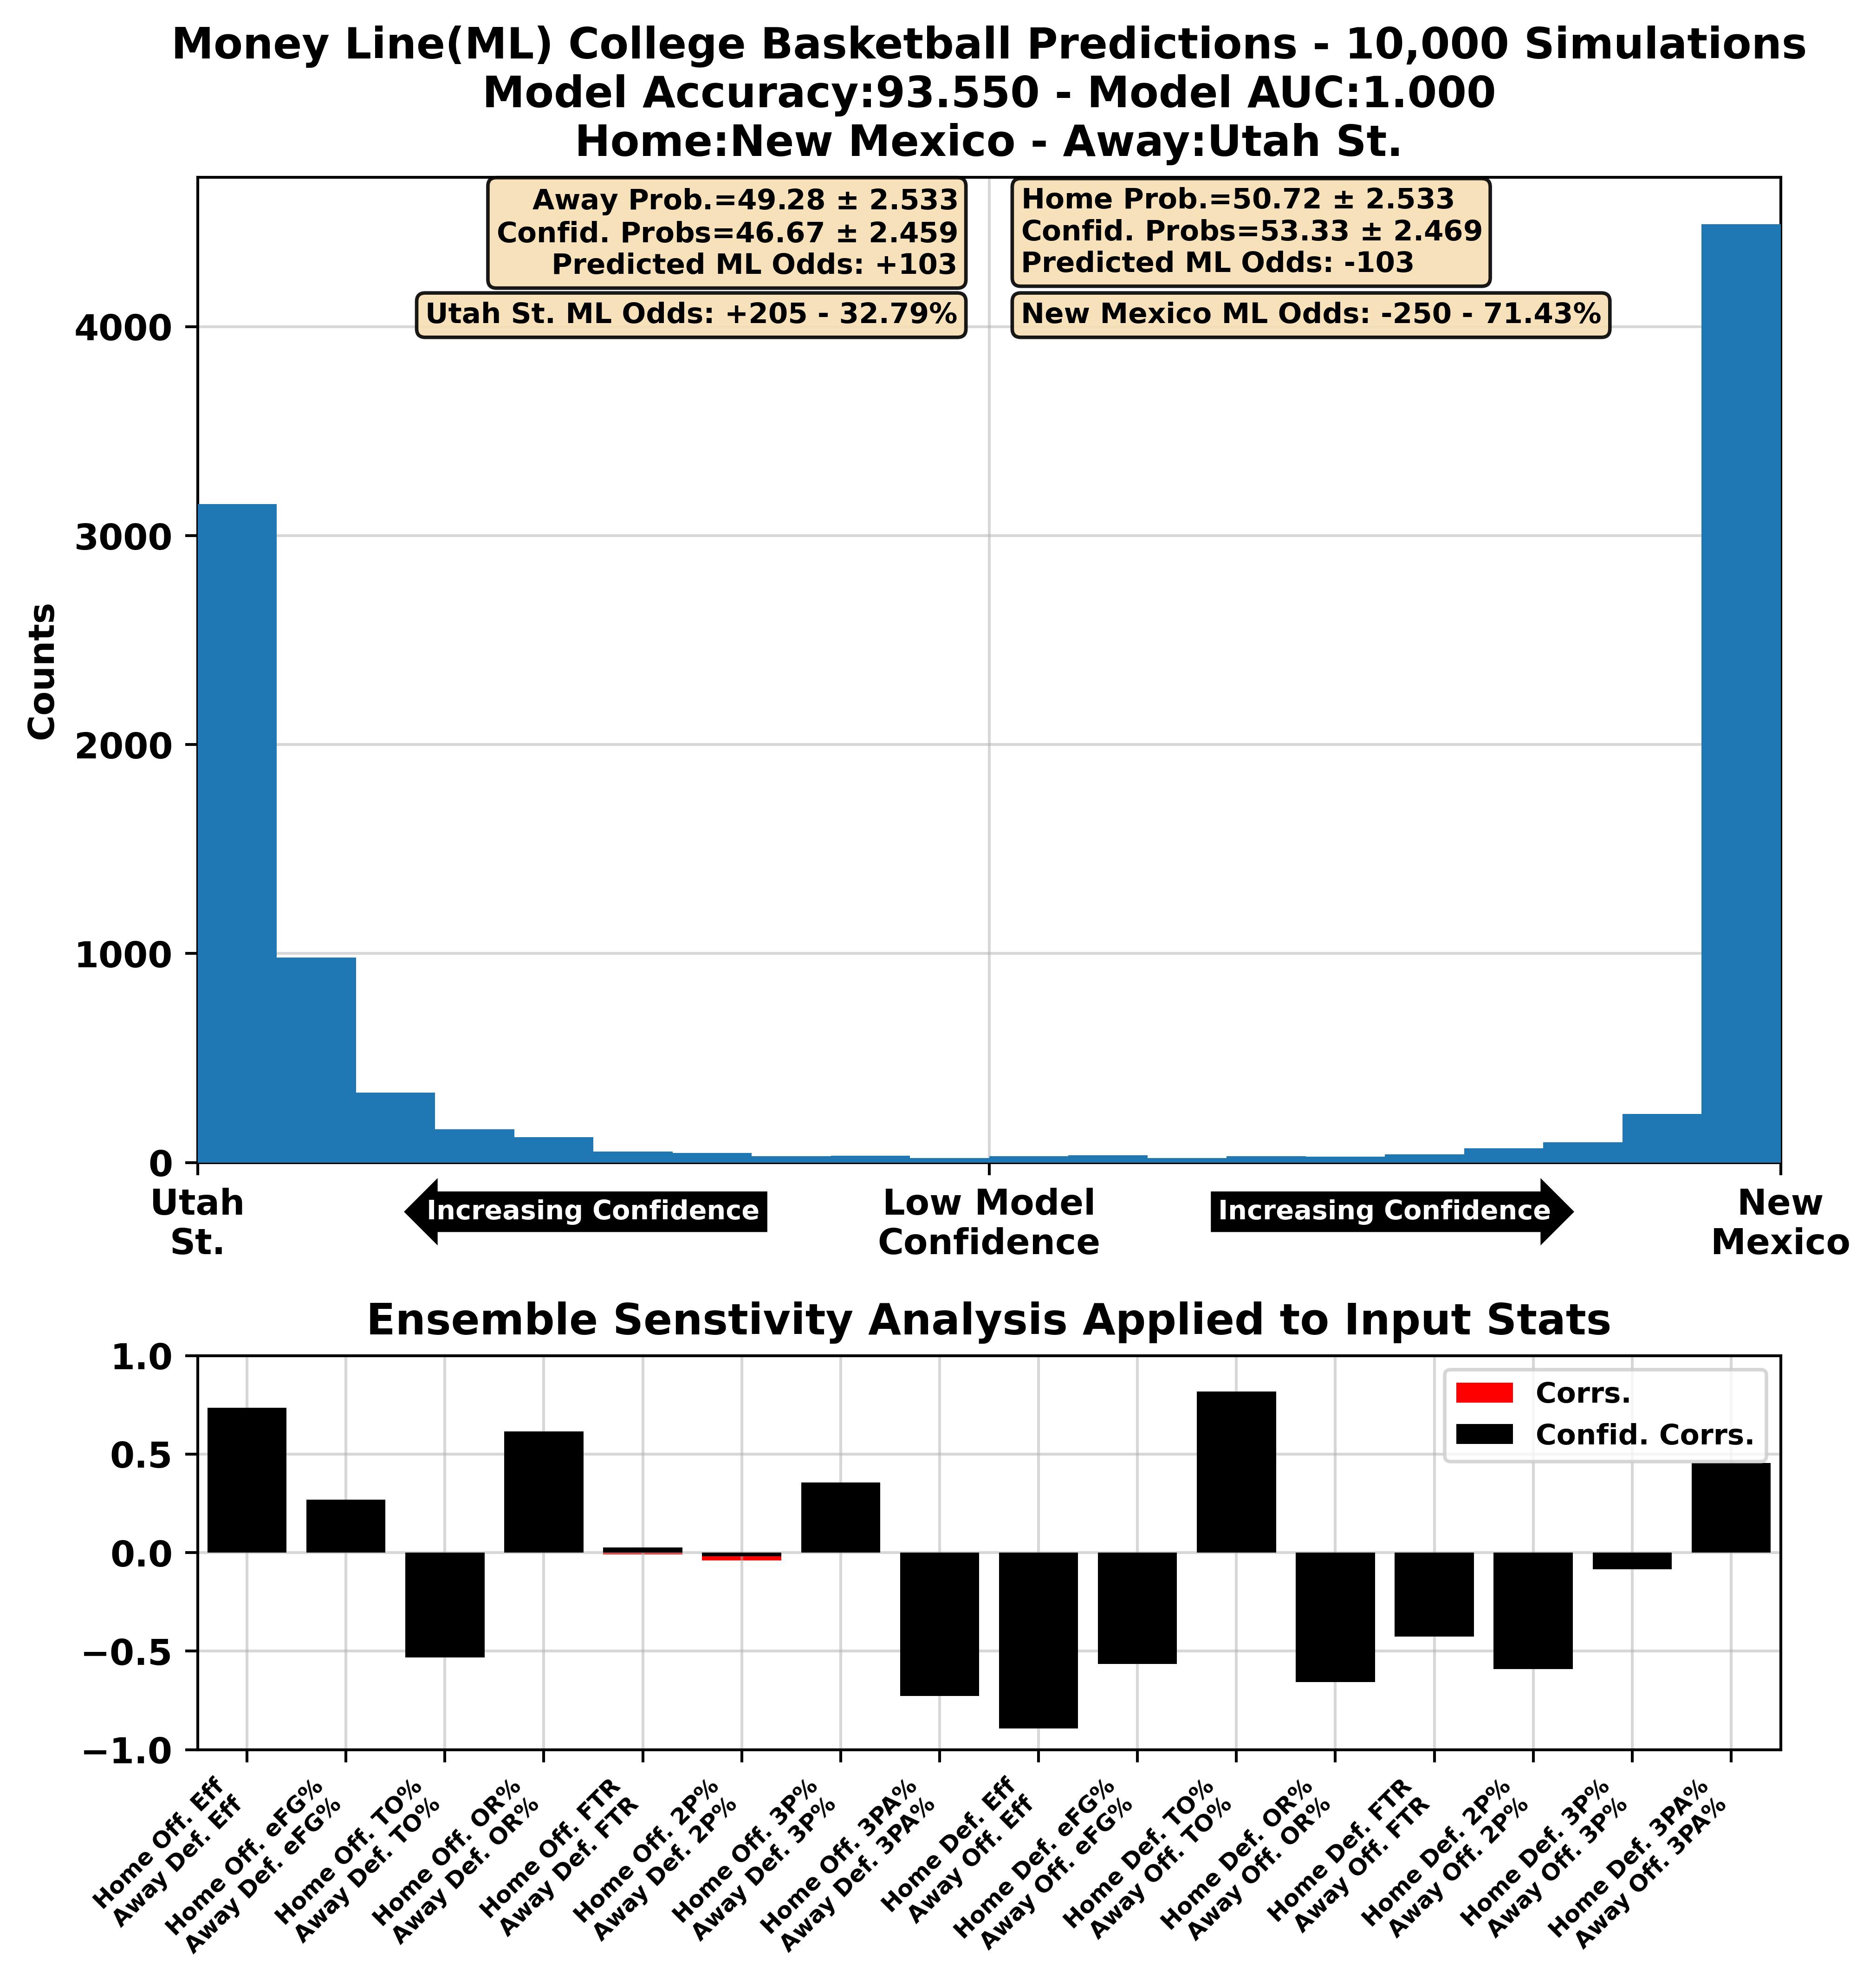 Money Line(ML) College Basketball Predictions - 10,000 Simulations
Model Accuracy:93.550 - Model AUC:1.000
Home:New Mexico - Away:Utah St.
Away Prob.=49.28 ± 2.533
Confid. Probs=46.67 ± 2.459
Predicted ML Odds: +103
Utah St. ML Odds: +205 - 32.79%
Home Prob.=50.72 ± 2.533
Confid. Probs=53.33 ± 2.469
Predicted ML Odds: -103
New Mexico ML Odds: -250 - 71.43%
Counts
4000
3000
2000
1000
0
Utah
St.
Increasing Confidence
Low Model
Confidence
Increasing Confidence
New
Mexico
Ensemble Senstivity Analysis Applied to Input Stats
1.0
0.5
0.0
−0.5
−1.0
Corrs.
Confid. Corrs.
Home Off. Eff
Away Def. Eff
Home Off. eFG%
Away Def. eFG%
Home Off. TO%
Away Def. TO%
Home Off. OR%
Away Def. OR%
Home Off. FTR
Away Def. FTR
Home Off. 2P%
Away Def. 2P%
Home Off. 3P%
Away Def. 3P%
Home Off. 3PA%
Away Def. 3PA%
Home Def. Eff
Away Off. Eff
Home Def. eFG%
Away Off. eFG%
Home Def. TO%
Away Off. TO%
Home Def. OR%
Away Off. OR%
Home Def. FTR
Away Off. FTR
Home Def. 2P%
Away Off. 2P%
Home Def. 3P%
Away Off. 3P%
Home Def. 3PA%
Away Off. 3PA%